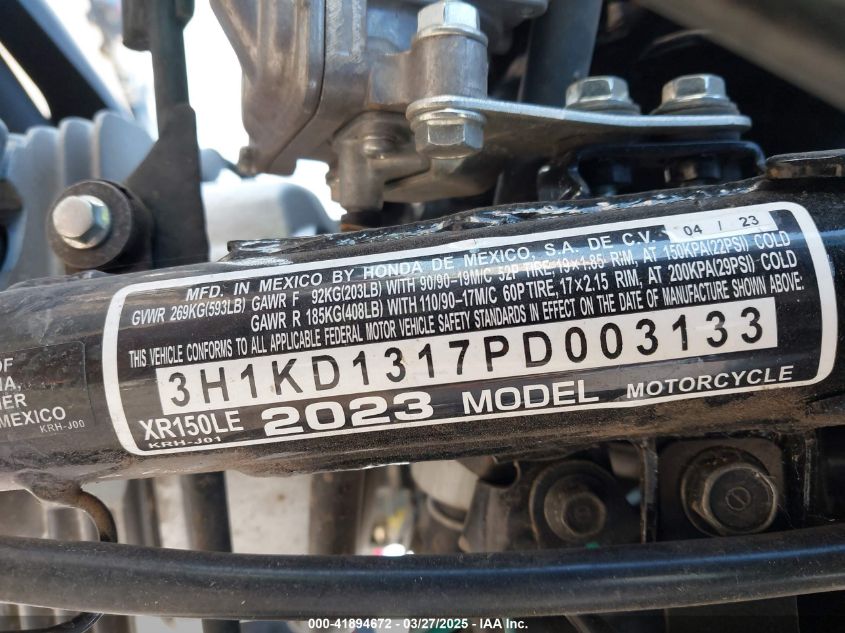 MFD. IN MEXICO BY HONDA DE MEXICO, S.A. DE C.V. 04 / 23
GVWR 269KG(593LB) GAWR F 92KG(203LB) WITH 90/90-19M/C 52P TIRE, 19×1.85 RIM, AT 150KPA(22PSI) COLD
GAWR R 185KG(408LB) WITH 110/90-17M/C 60P TIRE, 17×2.15 RIM, AT 200KPA(29PSI) COLD
THIS VEHICLE CONFORMS TO ALL APPLICABLE FEDERAL MOTOR VEHICLE SAFETY STANDARDS IN EFFECT ON THE DATE OF MANUFACTURE SHOWN ABOVE.
3H1KD1317PD003133
XR150LE 2023 MODEL MOTORCYCLE
KRH-J01
OF
MEXICO
KRH-J00
000-41894672 - 03/27/2025 - IAA Inc.